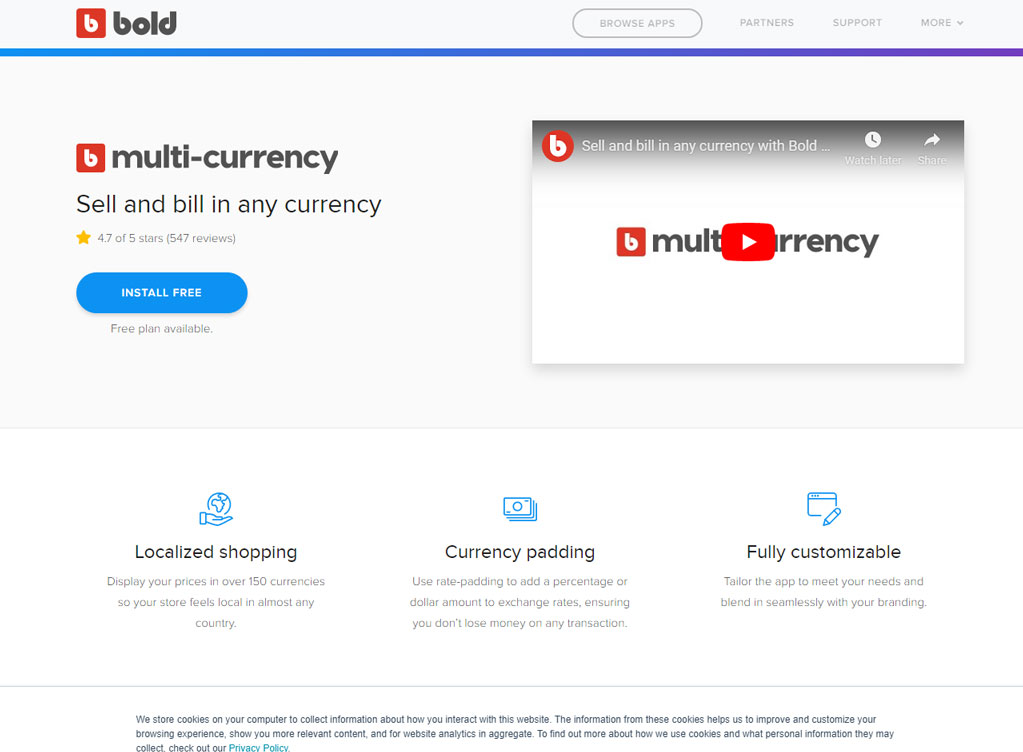 b bold
BROWSE APPS
PARTNERS
SUPPORT
MORE
b multi-currency
Sell and bill in any currency
4.7 of 5 stars (547 reviews)
INSTALL FREE
Free plan available.
b Sell and bill in any currency with Bold ...
Watch later
Share
b mult rrency
Localized shopping
Display your prices in over 150 currencies
so your store feels local in almost any
country.
Currency padding
Use rate-padding to add a percentage or
dollar amount to exchange rates, ensuring
you don't lose money on any transaction.
Fully customizable
Tailor the app to meet your needs and
blend in seamlessly with your branding.
We store cookies on your computer to collect information about how you interact with this website. The information from these cookies helps us to improve and customize your
browsing experience, show you more relevant content, and for website analytics in aggregate. To find out more about how we use cookies and what personal information they may
collect, check out our Privacy Policy.